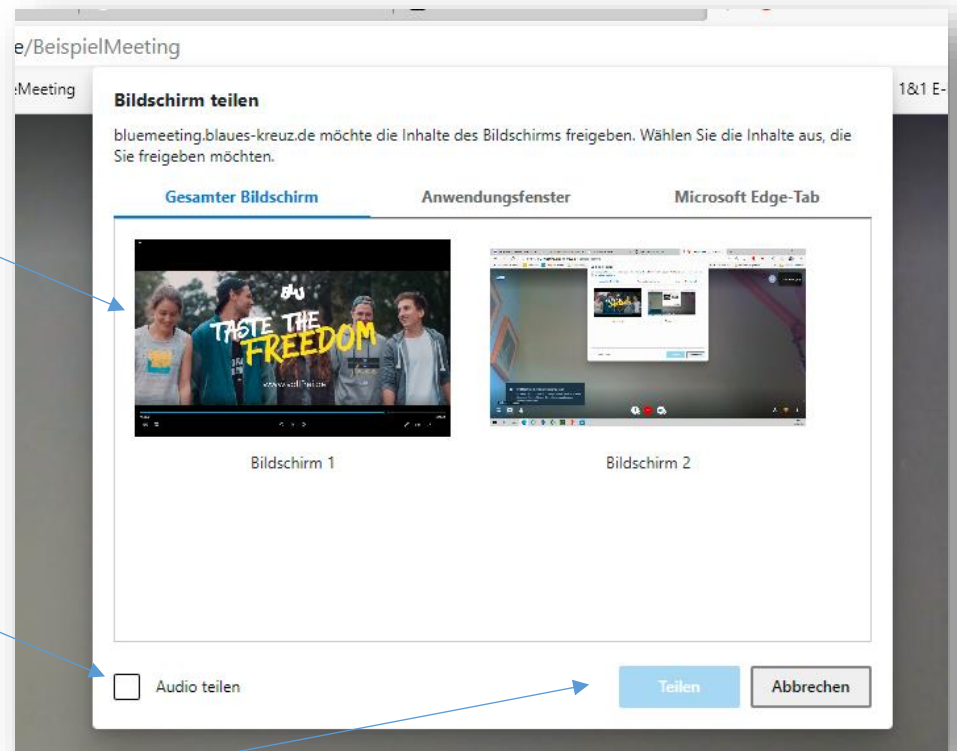 e/BeispielMeeting
Meeting
1&1 E-
Bildschirm teilen
bluemeeting.blaues-kreuz.de möchte die Inhalte des Bildschirms freigeben. Wählen Sie die Inhalte aus, die
Sie freigeben möchten.
Gesamter Bildschirm Anwendungsfenster Microsoft Edge-Tab
blu
TASTE THE
FREEDOM
Bildschirm 1 Bildschirm 2
Audio teilen Teilen Abbrechen